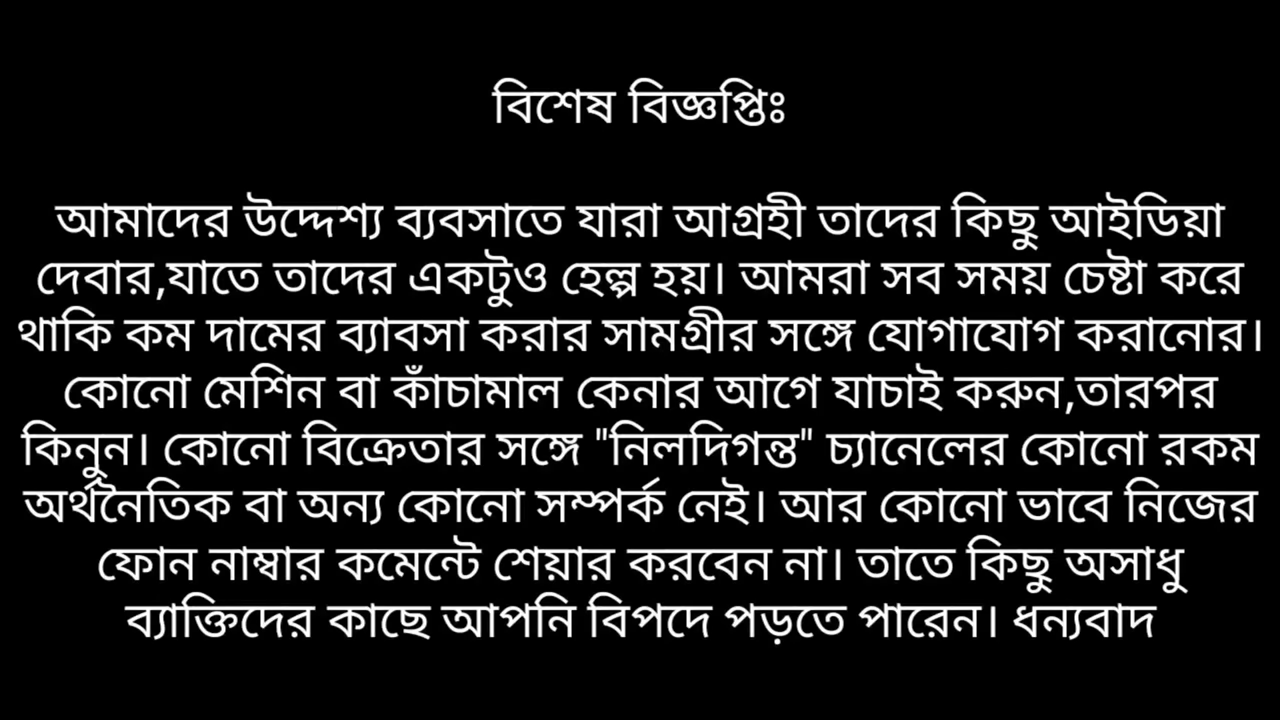 বিশেষ বিজ্ঞপ্তিঃ
আমাদের উদ্দেশ্য ব্যবসাতে যারা আগ্রহী তাদের কিছু আইডিয়া
দেবার,যাতে তাদের একটুও হেল্প হয়। আমরা সব সময় চেষ্টা করে
থাকি কম দামের ব্যাবসা করার সামগ্রীর সঙ্গে যোগাযোগ করানোর।
কোনো মেশিন বা কাঁচামাল কেনার আগে যাচাই করুন,তারপর
কিনুন। কোনো বিক্রেতার সঙ্গে "নিলদিগন্ত" চ্যানেলের কোনো রকম
অর্থনৈতিক বা অন্য কোনো সম্পর্ক নেই। আর কোনো ভাবে নিজের
ফোন নাম্বার কমেন্টে শেয়ার করবেন না। তাতে কিছু অসাধু
ব্যাক্তিদের কাছে আপনি বিপদে পড়তে পারেন। ধন্যবাদ